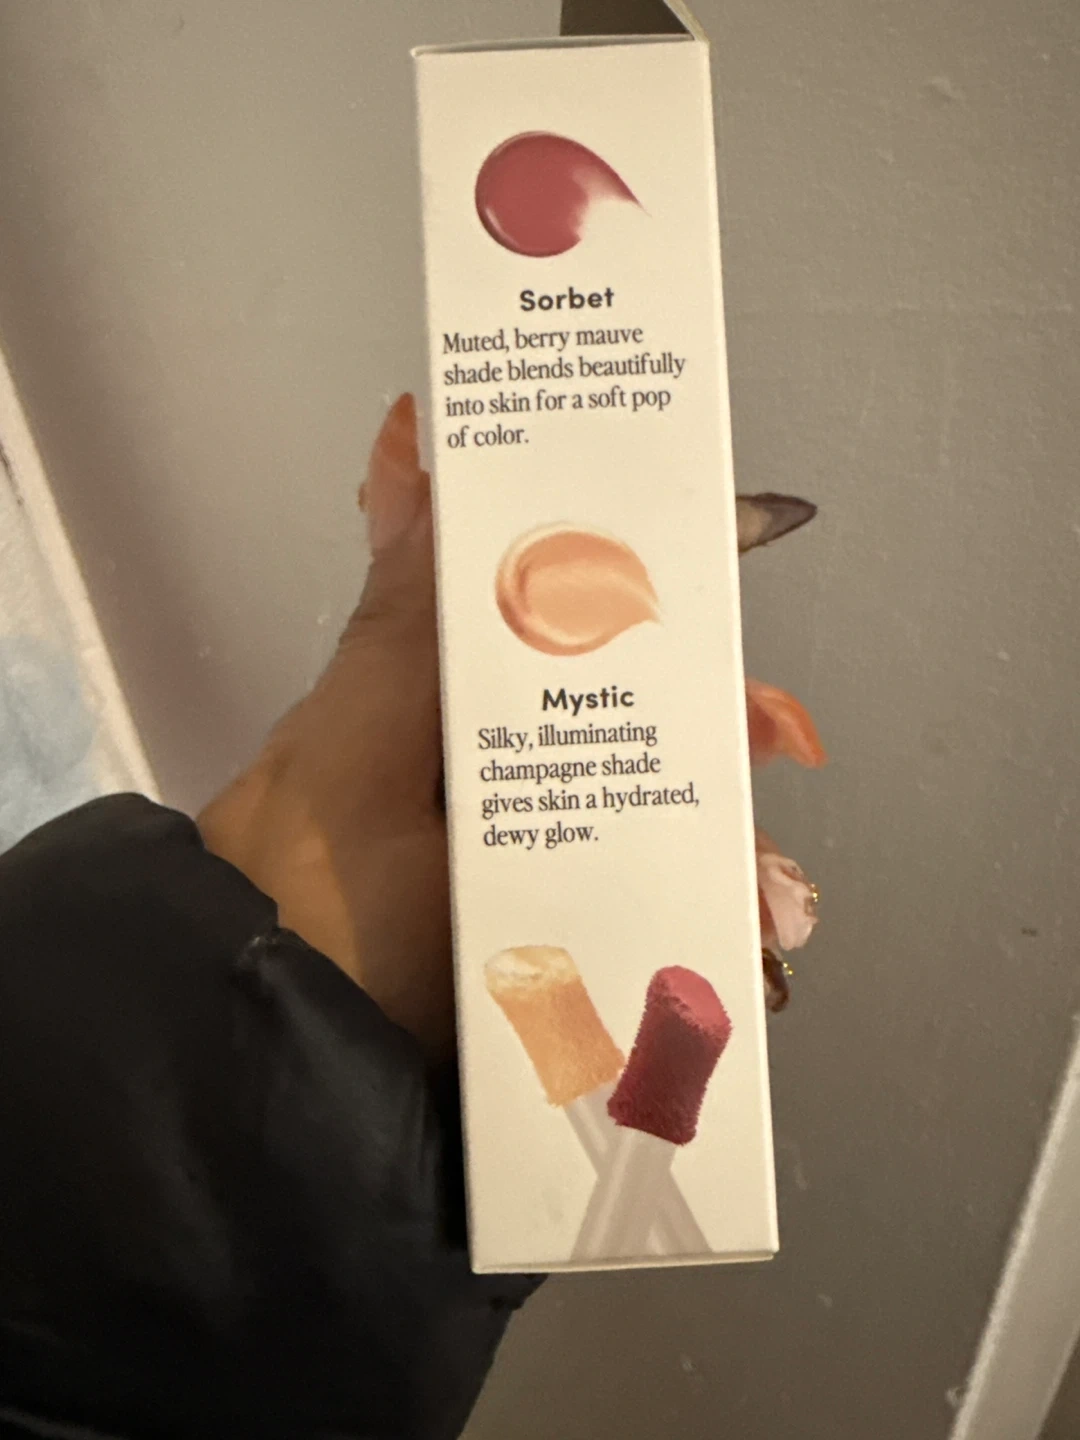 Sorbet
Muted, berry mauve
shade blends beautifully
into skin for a soft pop
of color.
Mystic
Silky, illuminating
champagne shade
gives skin a hydrated,
dewy glow.